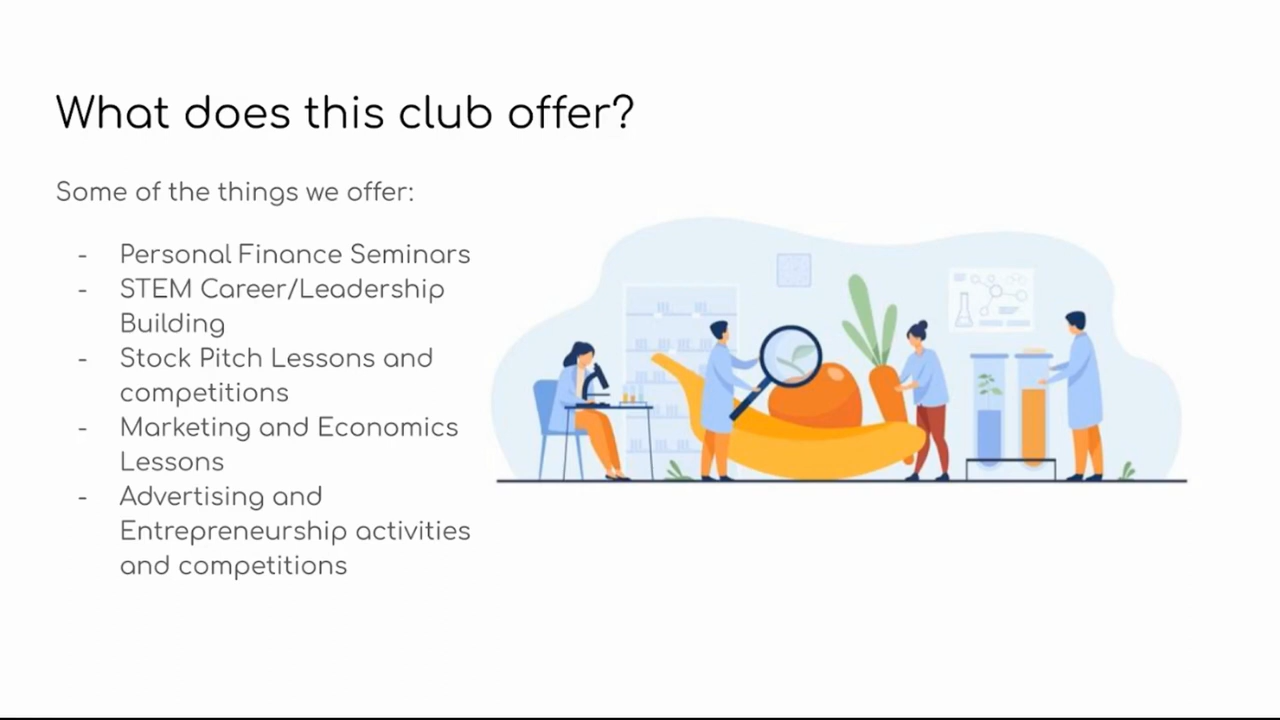 What does this club offer?
Some of the things we offer:
- Personal Finance Seminars
- STEM Career/Leadership
Building
- Stock Pitch Lessons and
competitions
- Marketing and Economics
Lessons
- Advertising and
Entrepreneurship activities
and competitions